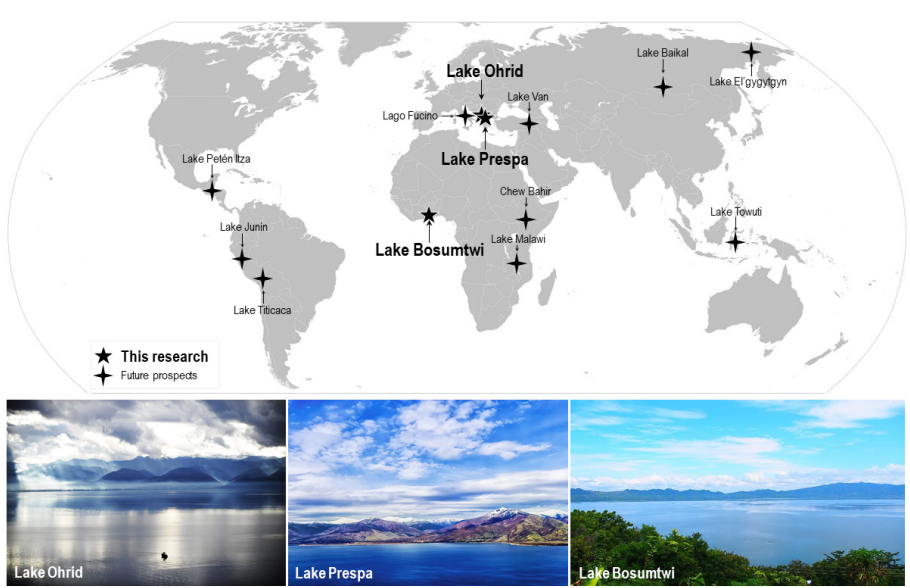 Lake Baikal
Lake Ohrid
Lake El'gygytgyn
Lake Van
Lago Fucino
Lake Prespa
Lake Petén Itza
Chew Bahir
Lake Junin
Lake Towuti
Lake Bosumtwi
Lake Malawi
Lake Titicaca
This research
Future prospects
Lake Ohrid
Lake Prespa
Lake Bosumtwi